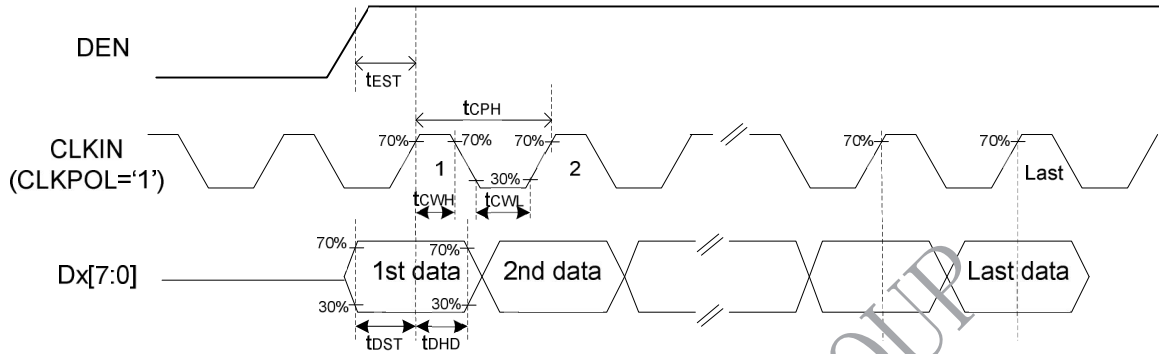 DEN
tEST
tCPH
CLKIN
(CLKPOL='1')
70% 70% 70% 70% 70%
1 2 Last
30%
tCWH tCWL
Dx[7:0]
70% 70%
1st data 2nd data Last data
30% 30%
tDST tDHD
OUP